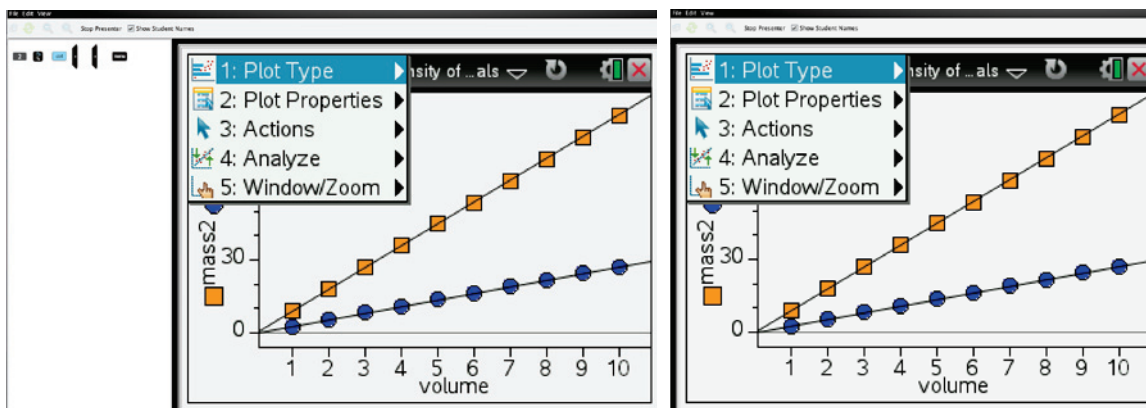 File Edit View
Stop Presenter Show Student Names
menu
1: Plot Type
nsity of ...als
2: Plot Properties
3: Actions
4: Analyze
5: Window/Zoom
mass2
30
0
1 2 3 4 5 6 7 8 9 10
volume
File Edit View
Stop Presenter Show Student Names
1: Plot Type
nsity of ...als
2: Plot Properties
3: Actions
4: Analyze
5: Window/Zoom
mass2
30
0
1 2 3 4 5 6 7 8 9 10
volume